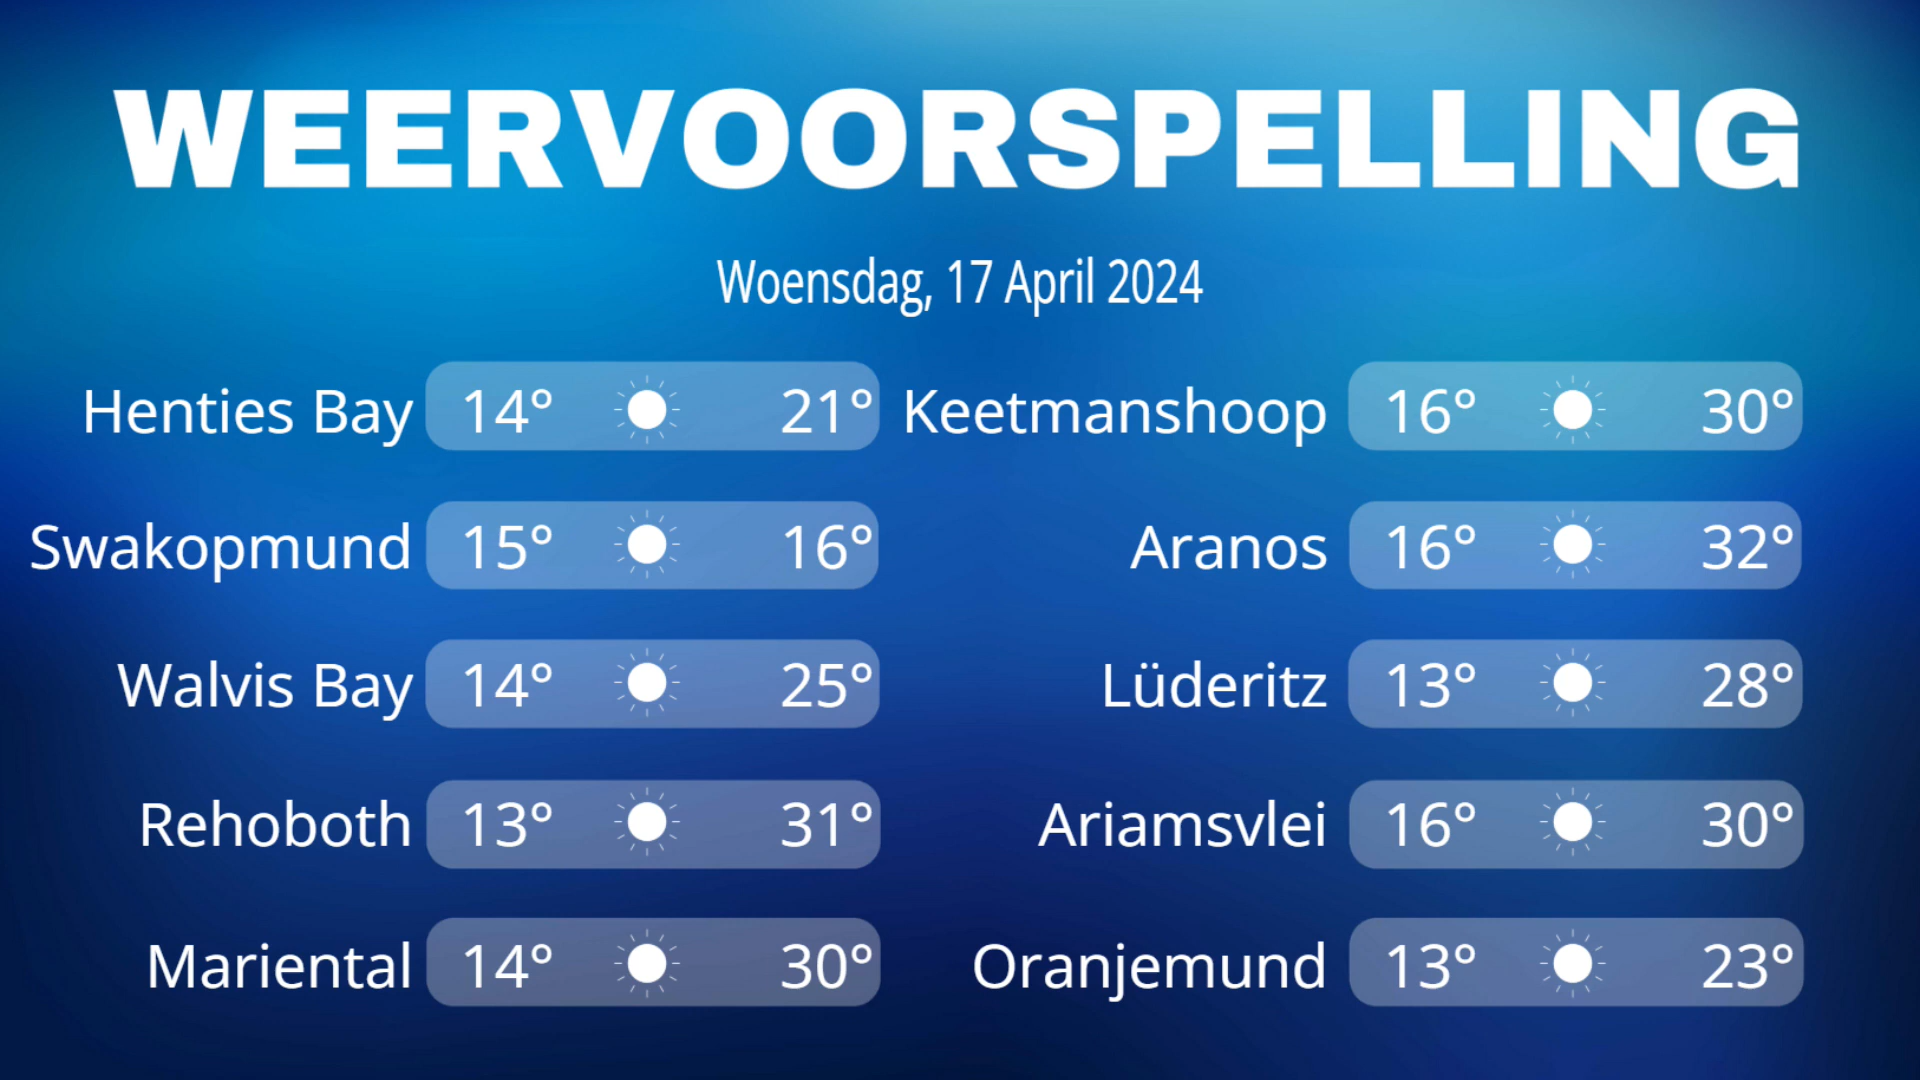 WEERVOORSPELLING
Woensdag, 17 April 2024
Henties Bay 14° 21° Keetmanshoop 16° 30°
Swakopmund 15° 16° Aranos 16° 32°
Walvis Bay 14° 25° Lüderitz 13° 28°
Rehoboth 13° 31° Ariamsvlei 16° 30°
Mariental 14° 30° Oranjemund 13° 23°